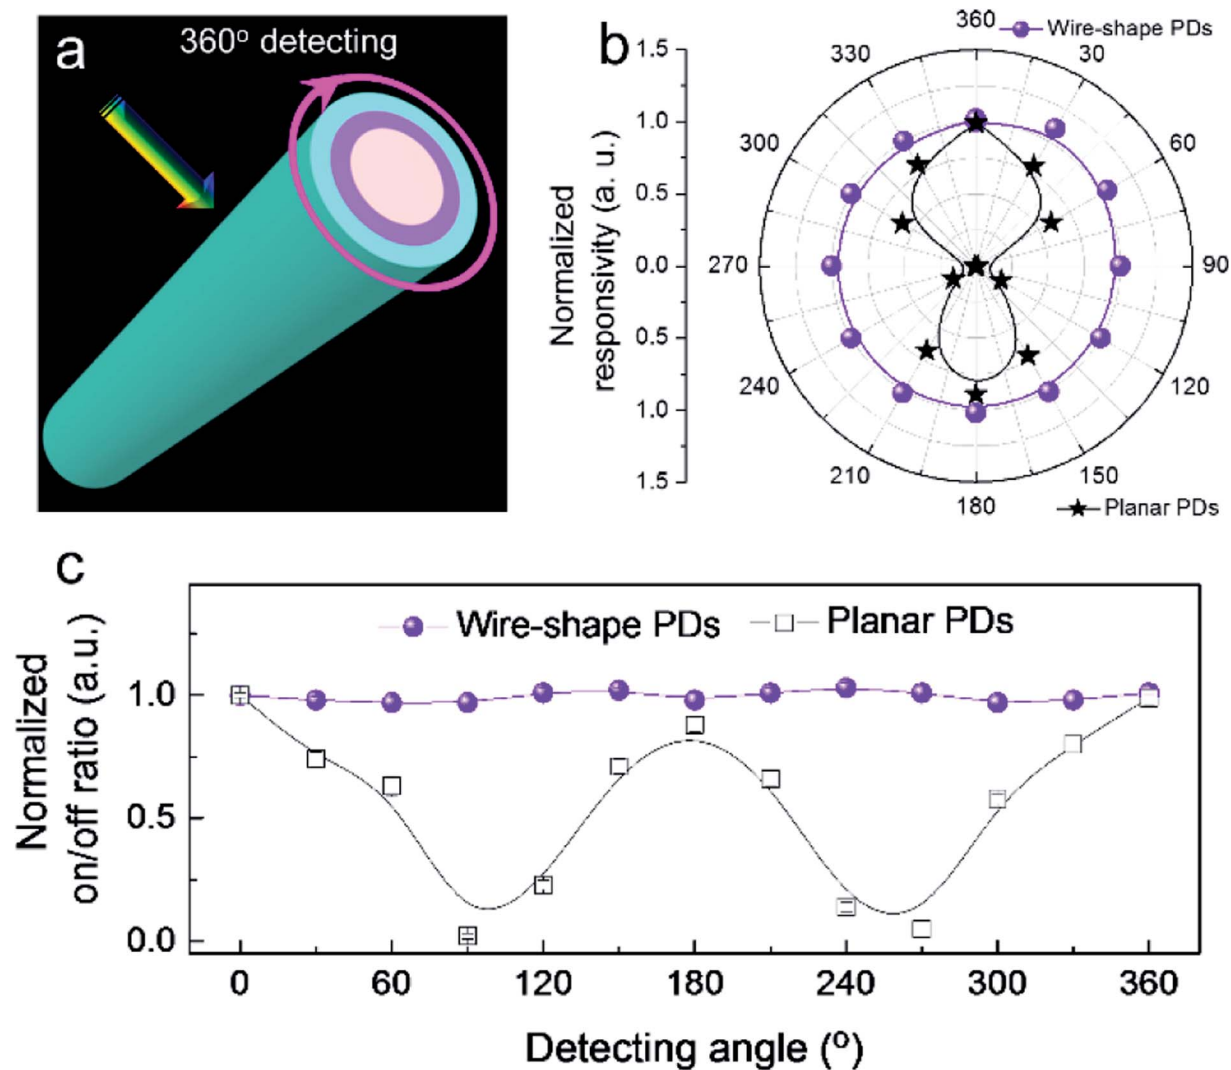 a
360º detecting
b
Normalized
responsivity (a. u.)
1.5
1.0
0.5
0.0
0.5
1.0
1.5
360
30
60
90
120
150
180
210
240
270
300
330
Wire-shape PDs
Planar PDs
c
Normalized
on/off ratio (a.u.)
1.0
0.5
0.0
Wire-shape PDs
Planar PDs
0 60 120 180 240 300 360
Detecting angle (º)